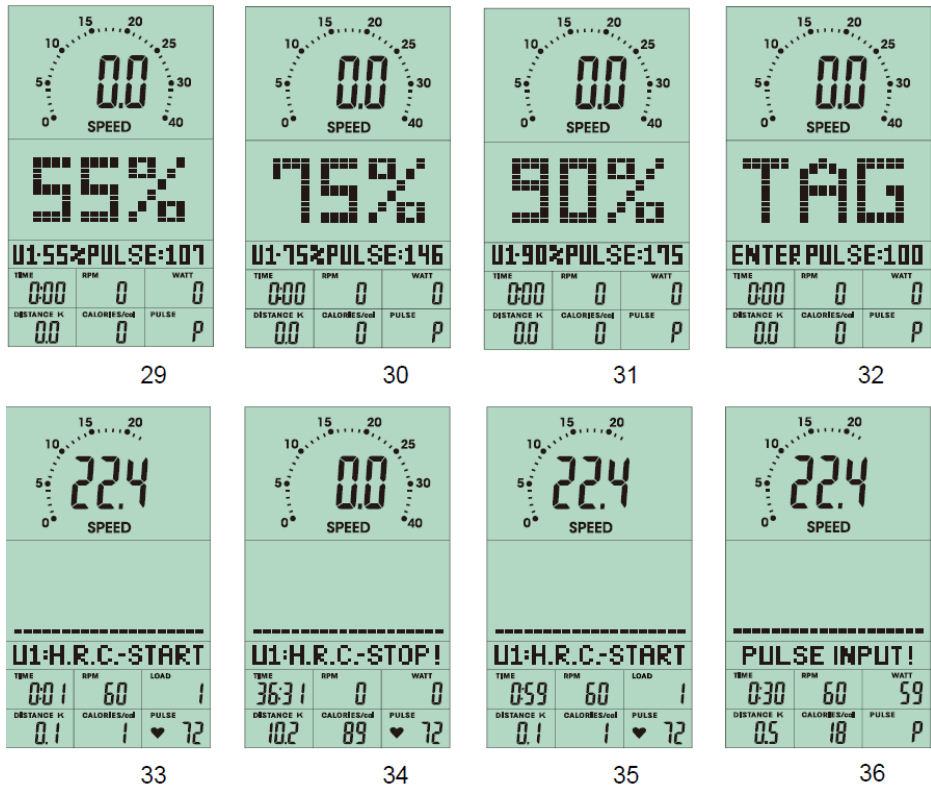 15 20
10 25
5 0.0 30
0 SPEED 40
55%
U1-55%PULSE:107
TIME RPM WATT
0:00 0 0
DISTANCE K CALORIES/cal PULSE
0.0 0 P
29
15 20
10 25
5 0.0 30
0 SPEED 40
75%
U1-75%PULSE:146
TIME RPM WATT
0:00 0 0
DISTANCE K CALORIES/cal PULSE
0.0 0 P
30
15 20
10 25
5 0.0 30
0 SPEED 40
90%
U1-90%PULSE:175
TIME RPM WATT
0:00 0 0
DISTANCE K CALORIES/cal PULSE
0.0 0 P
31
15 20
10 25
5 0.0 30
0 SPEED 40
TAG
ENTER PULSE:100
TIME RPM WATT
0:00 0 0
DISTANCE K CALORIES/cal PULSE
0.0 0 P
32
15 20
10
5 22.4
0 SPEED
U1:H.R.C.-START
TIME RPM LOAD
0:01 60 1
DISTANCE K CALORIES/cal PULSE
0.1 1 ♥ 72
33
15 20
10 25
5 0.0 30
0 SPEED 40
U1:H.R.C.-STOP!
TIME RPM WATT
36:31 0 0
DISTANCE K CALORIES/cal PULSE
10.2 89 ♥ 72
34
15 20
10
5 22.4
0 SPEED
U1:H.R.C.-START
TIME RPM LOAD
0:59 60 1
DISTANCE K CALORIES/cal PULSE
0.1 1 ♥ 72
35
15 20
10
5 22.4
0 SPEED
PULSE INPUT!
TIME RPM WATT
0:30 60 59
DISTANCE K CALORIES/cal PULSE
0.5 18 P
36